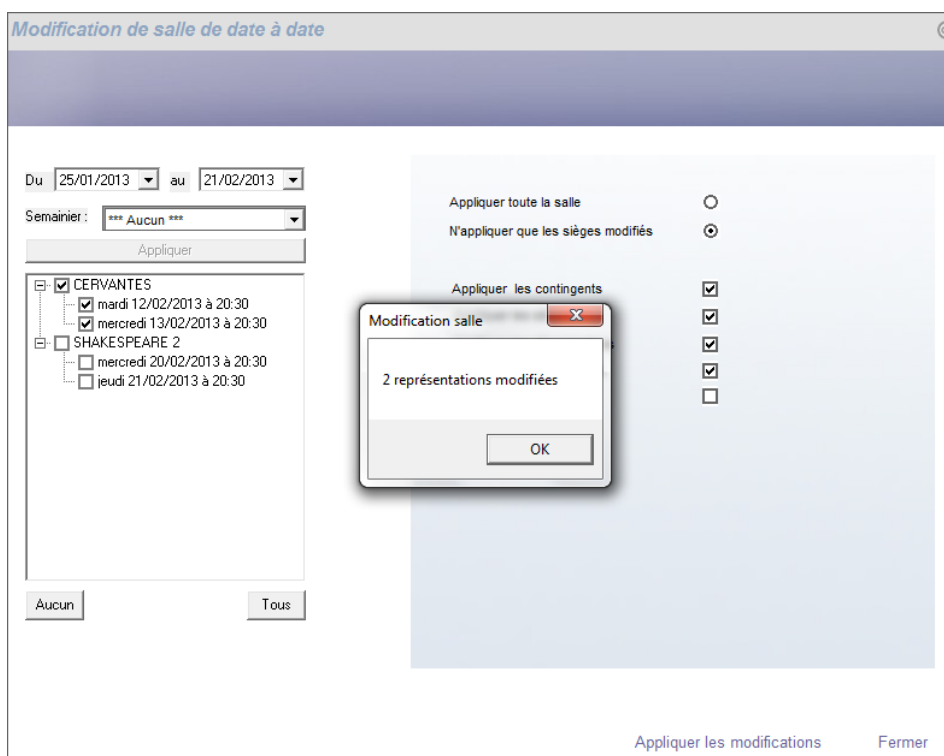 Modification de salle de date à date
Du 25/01/2013 au 21/02/2013
Semainier : *** Aucun ***
Appliquer
CERVANTES
mardi 12/02/2013 à 20:30
mercredi 13/02/2013 à 20:30
SHAKESPEARE 2
mercredi 20/02/2013 à 20:30
jeudi 21/02/2013 à 20:30
Aucun
Tous
Appliquer toute la salle
N'appliquer que les sièges modifiés
Appliquer les contingents
Modification salle
x
2 représentations modifiées
OK
Appliquer les modifications
Fermer